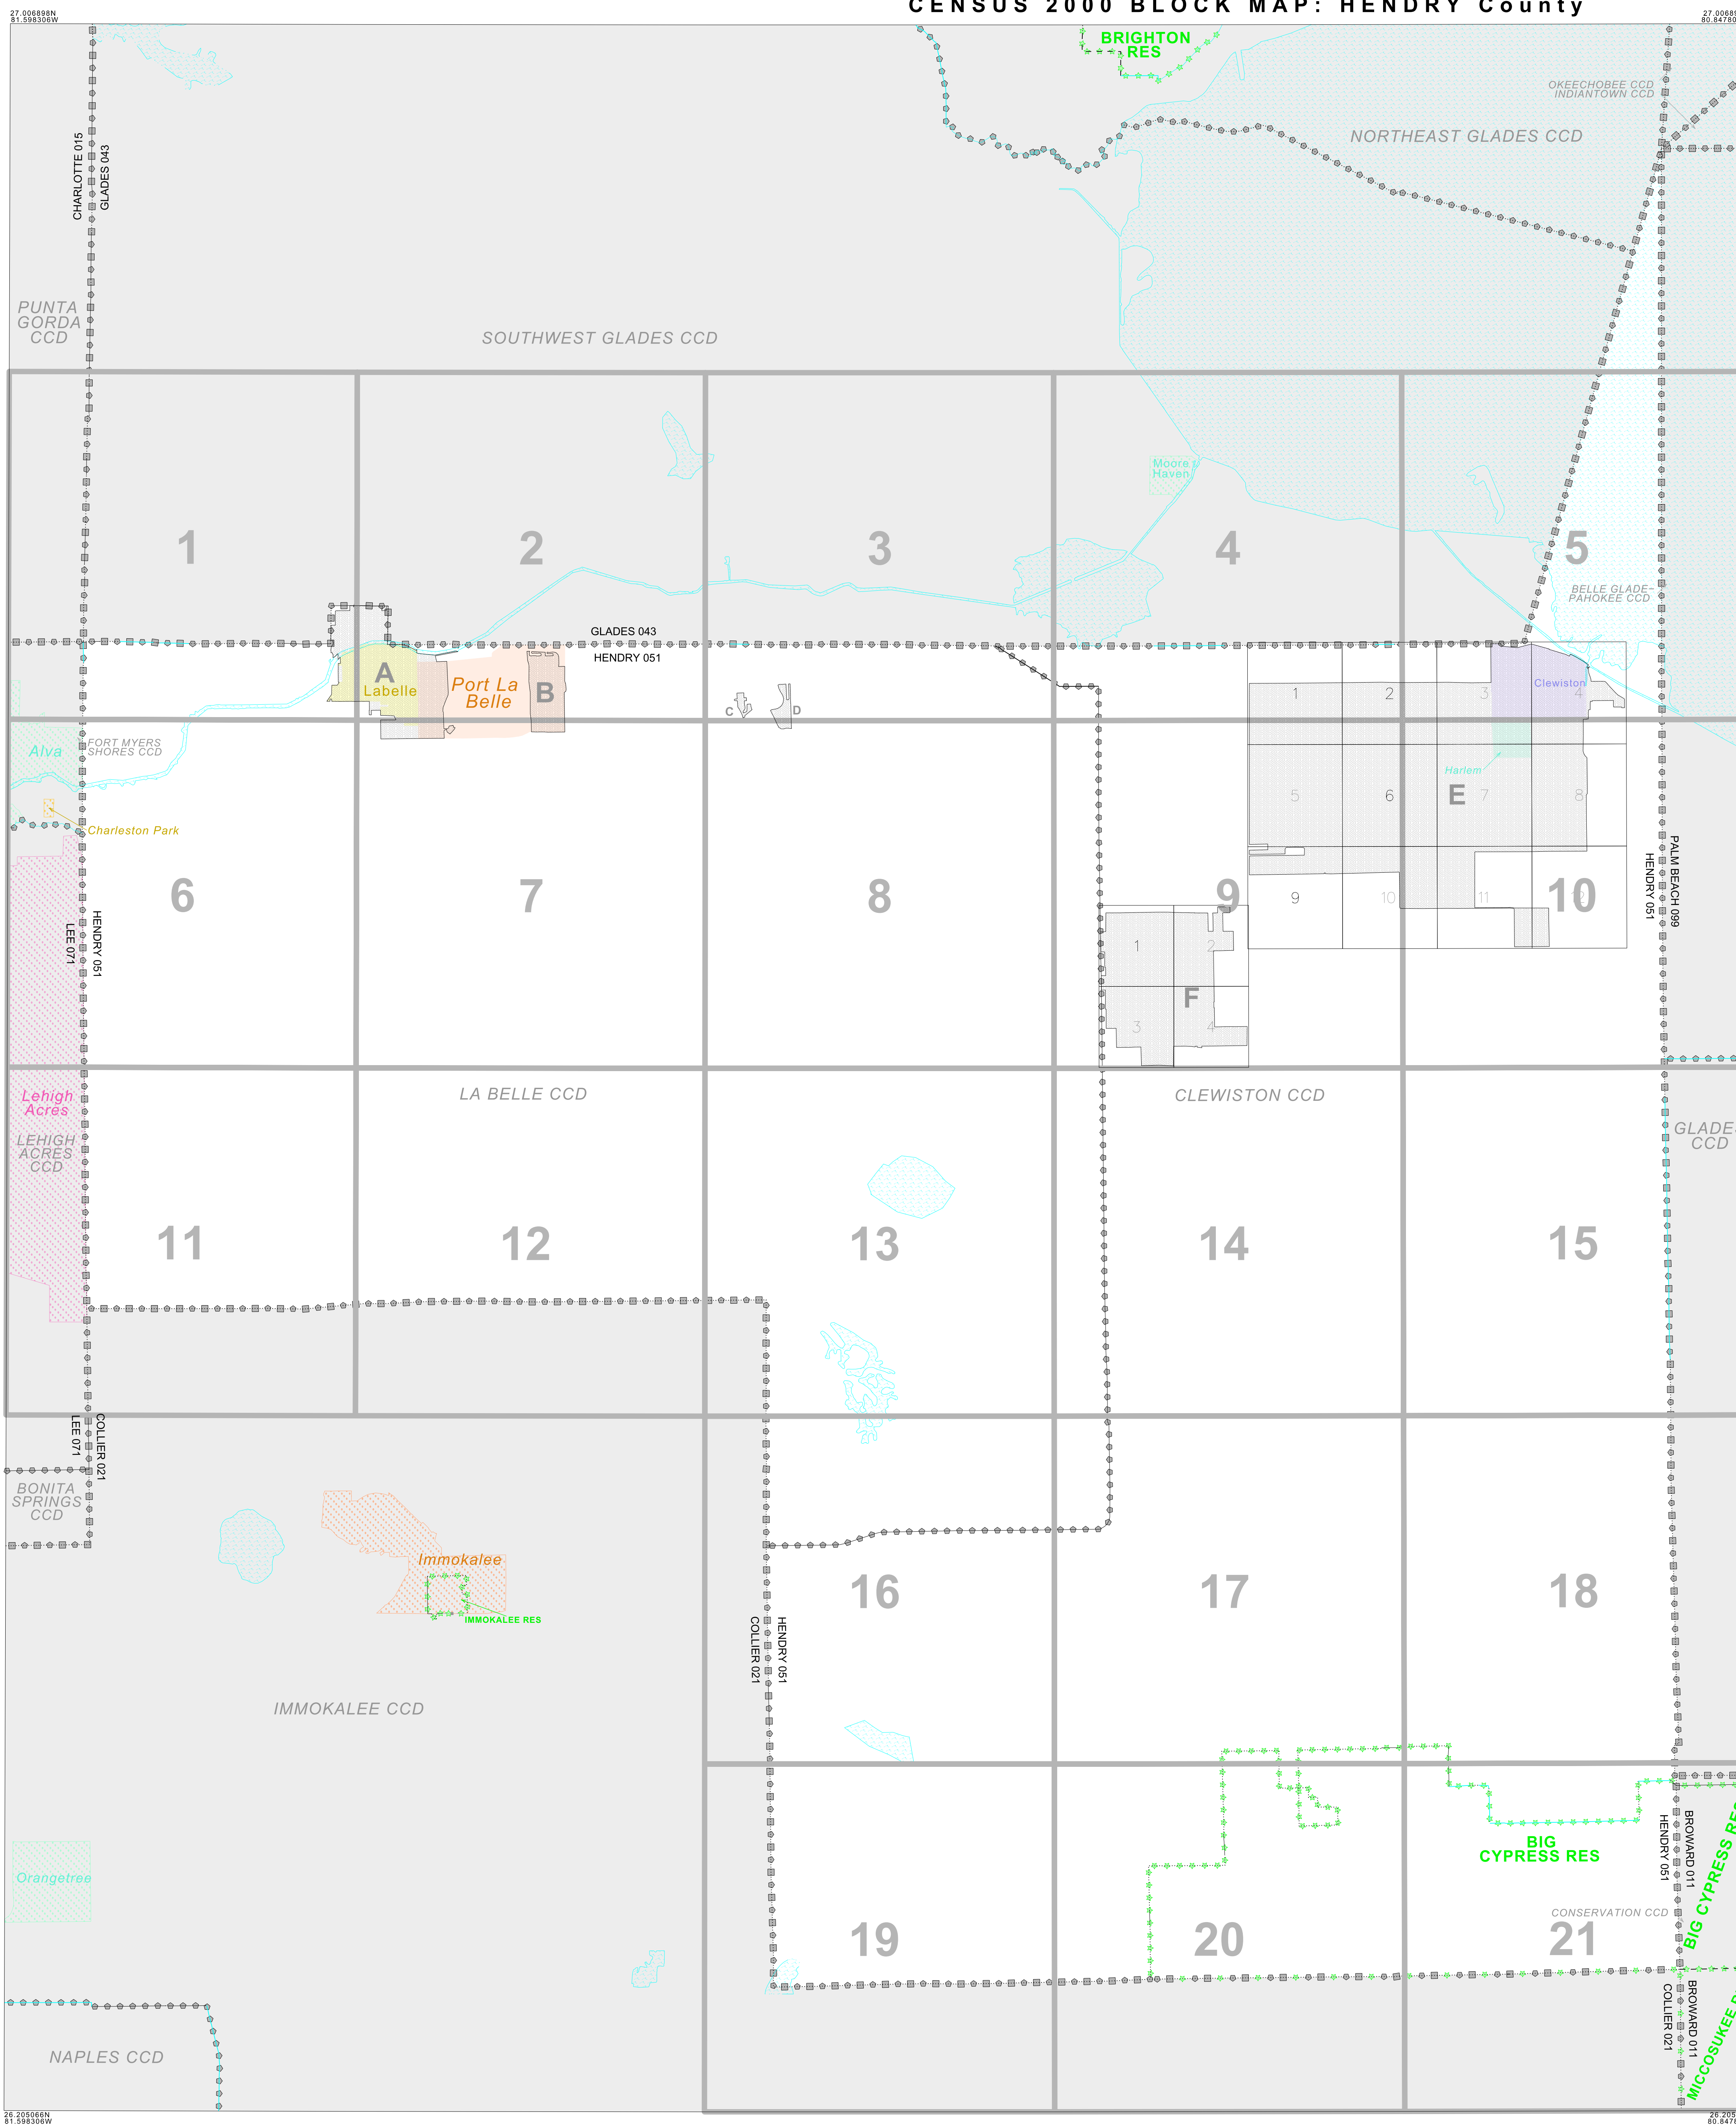 CENSUS 2000 BLOCK MAP: HENDRY County
27.006898N
81.598306W
BRIGHTON
RES
OKEECHOBEE CCD
INDIANTOWN CCD
NORTHEAST GLADES CCD
CHARLOTTE 015
GLADES 043
PUNTA
GORDA
CCD
SOUTHWEST GLADES CCD
Moore
Haven
1
2
3
4
5
BELLE GLADE-
PAHOKEE CCD
GLADES 043
HENDRY 051
A
Labelle
Port La
Belle
B
C
D
1
2
3
4
Clewiston
Alva
FORT MYERS
SHORES CCD
Harlem
5
6
E
7
8
Charleston Park
PALM BEACH 099
HENDRY 051
6
7
8
9
10
9
10
11
12
HENDRY 051
LEE 071
1
2
F
3
4
LA BELLE CCD
CLEWISTON CCD
Lehigh
Acres
LEHIGH
ACRES
CCD
GLADES
CCD
11
12
13
14
15
COLLIER 021
LEE 071
BONITA
SPRINGS
CCD
Immokalee
IMMOKALEE RES
16
17
18
HENDRY 051
COLLIER 021
IMMOKALEE CCD
BIG
CYPRESS RES
BROWARD 011
HENDRY 051
BIG CYPRESS RES
Orangetree
CONSERVATION CCD
19
20
21
BROWARD 011
COLLIER 021
MICCOSUKEE
NAPLES CCD
26.205066N
81.598306W